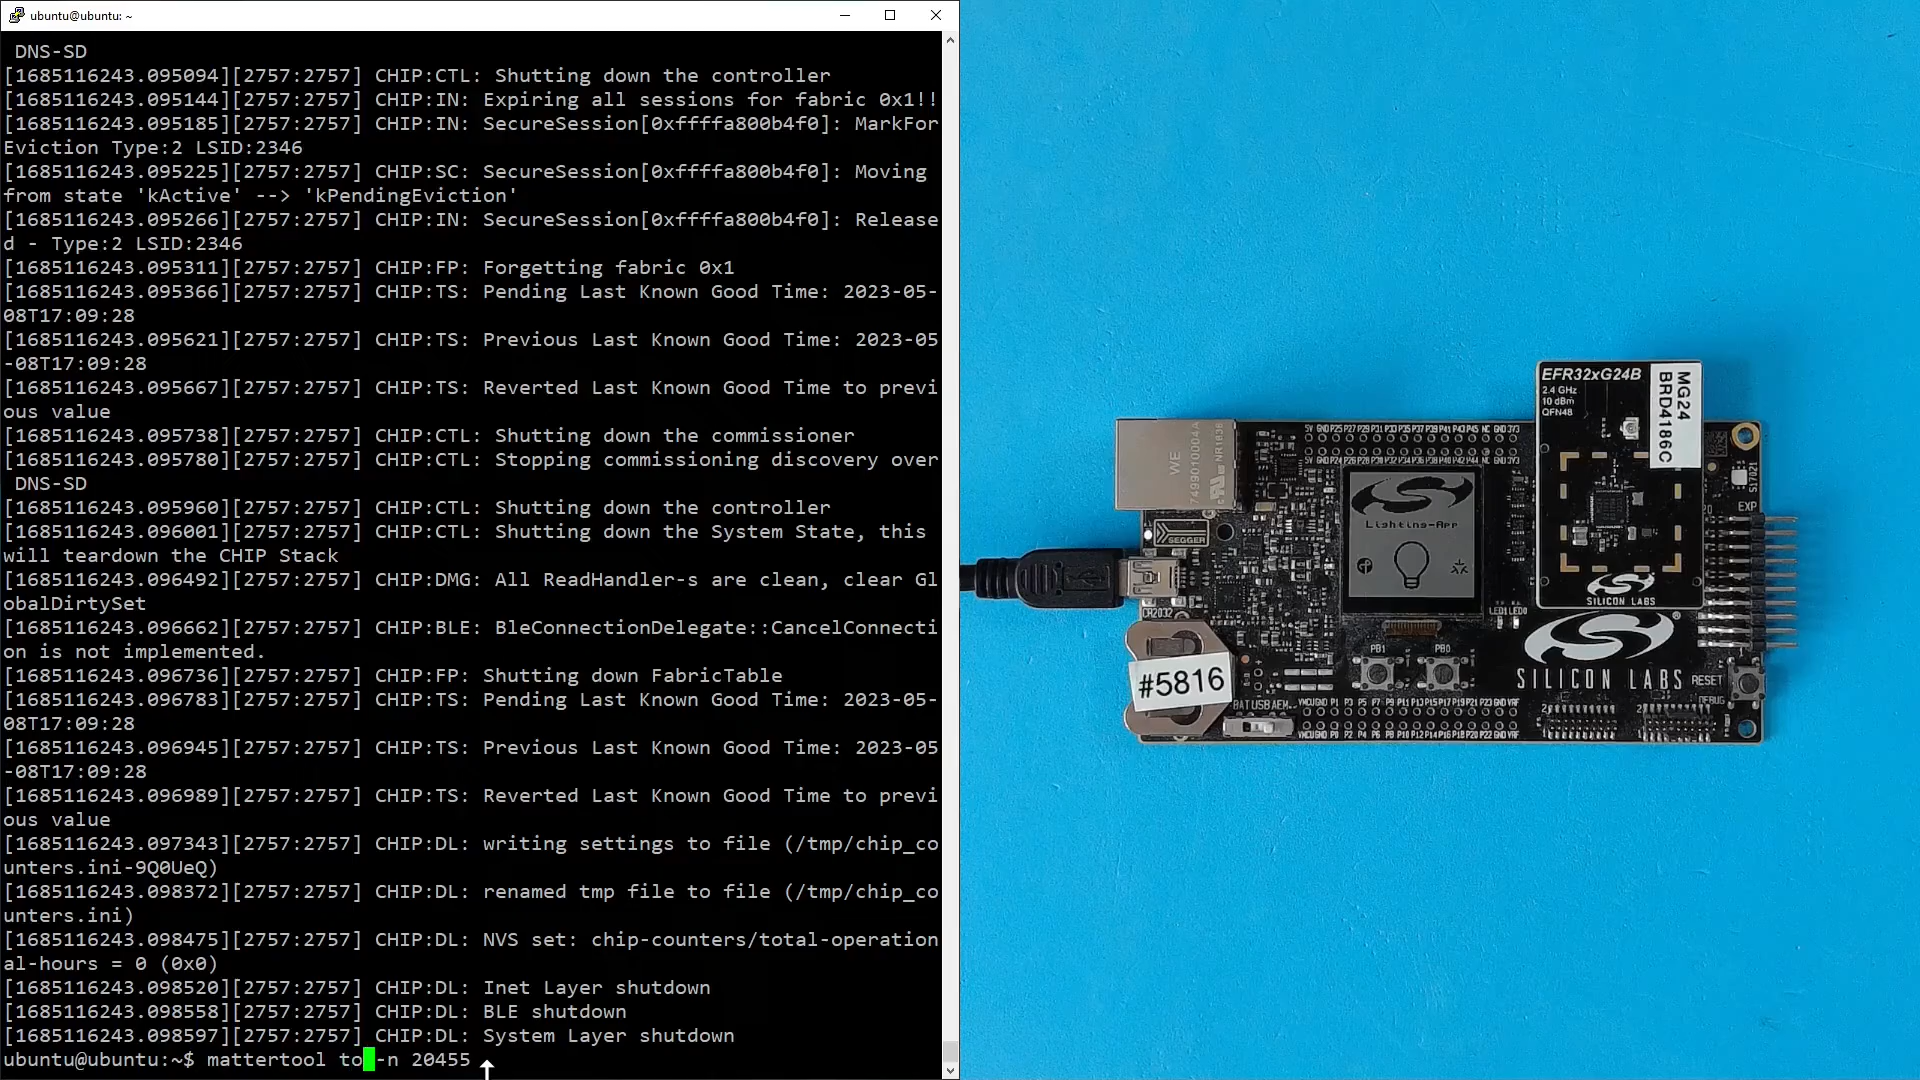 ubuntu@ubuntu: ~
DNS-SD
[1685116243.095094][2757:2757] CHIP:CTL: Shutting down the controller
[1685116243.095144][2757:2757] CHIP:IN: Expiring all sessions for fabric 0x1!!
[1685116243.095185][2757:2757] CHIP:IN: SecureSession[0xffffa800b4f0]: MarkFor
Eviction Type:2 LSID:2346
[1685116243.095225][2757:2757] CHIP:SC: SecureSession[0xffffa800b4f0]: Moving
from state 'kActive' --> 'kPendingEviction'
[1685116243.095266][2757:2757] CHIP:IN: SecureSession[0xffffa800b4f0]: Release
d - Type:2 LSID:2346
[1685116243.095311][2757:2757] CHIP:FP: Forgetting fabric 0x1
[1685116243.095366][2757:2757] CHIP:TS: Pending Last Known Good Time: 2023-05-
08T17:09:28
[1685116243.095621][2757:2757] CHIP:TS: Previous Last Known Good Time: 2023-05
-08T17:09:28
[1685116243.095667][2757:2757] CHIP:TS: Reverted Last Known Good Time to previ
ous value
[1685116243.095738][2757:2757] CHIP:CTL: Shutting down the commissioner
[1685116243.095780][2757:2757] CHIP:CTL: Stopping commissioning discovery over
DNS-SD
[1685116243.095960][2757:2757] CHIP:CTL: Shutting down the controller
[1685116243.096001][2757:2757] CHIP:CTL: Shutting down the System State, this
will teardown the CHIP Stack
[1685116243.096492][2757:2757] CHIP:DMG: All ReadHandler-s are clean, clear Gl
obalDirtySet
[1685116243.096662][2757:2757] CHIP:BLE: BleConnectionDelegate::CancelConnecti
on is not implemented.
[1685116243.096736][2757:2757] CHIP:FP: Shutting down FabricTable
[1685116243.096783][2757:2757] CHIP:TS: Pending Last Known Good Time: 2023-05-
08T17:09:28
[1685116243.096945][2757:2757] CHIP:TS: Previous Last Known Good Time: 2023-05
-08T17:09:28
[1685116243.096989][2757:2757] CHIP:TS: Reverted Last Known Good Time to previ
ous value
[1685116243.097343][2757:2757] CHIP:DL: writing settings to file (/tmp/chip_co
unters.ini-9Q0UeQ)
[1685116243.098372][2757:2757] CHIP:DL: renamed tmp file to file (/tmp/chip_co
unters.ini)
[1685116243.098475][2757:2757] CHIP:DL: NVS set: chip-counters/total-operation
al-hours = 0 (0x0)
[1685116243.098520][2757:2757] CHIP:DL: Inet Layer shutdown
[1685116243.098558][2757:2757] CHIP:DL: BLE shutdown
[1685116243.098597][2757:2757] CHIP:DL: System Layer shutdown
ubuntu@ubuntu:~$ mattertool to -n 20455
EFR32xG24B
2.4 GHz
10 dBm
QFN48
MG24
BRD4186C
SILICON LABS
WE
7499010004A
NR1836
SEGGER
Lighting-App
EXP
CR2032
#5816
BAT USB AEM
LED1 LED0
PB1
PB0
SILICON LABS
®
RESET
DEBUG